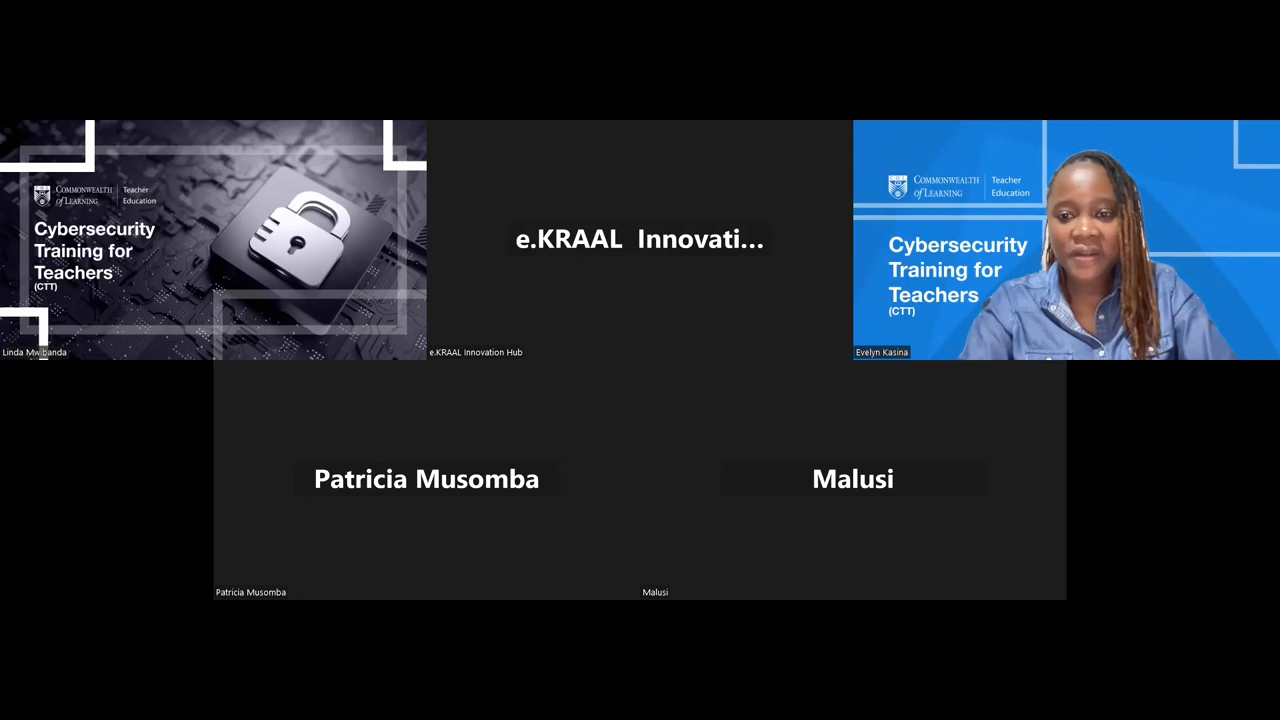 COMMONWEALTH
of LEARNING
Teacher
Education
Cybersecurity
Training for
Teachers
(CTT)
Linda Mwibanda
e.KRAAL Innovati...
e.KRAAL Innovation Hub
COMMONWEALTH
of LEARNING
Teacher
Education
Cybersecurity
Training for
Teachers
(CTT)
Evelyn Kasina
Patricia Musomba
Patricia Musomba
Malusi
Malusi